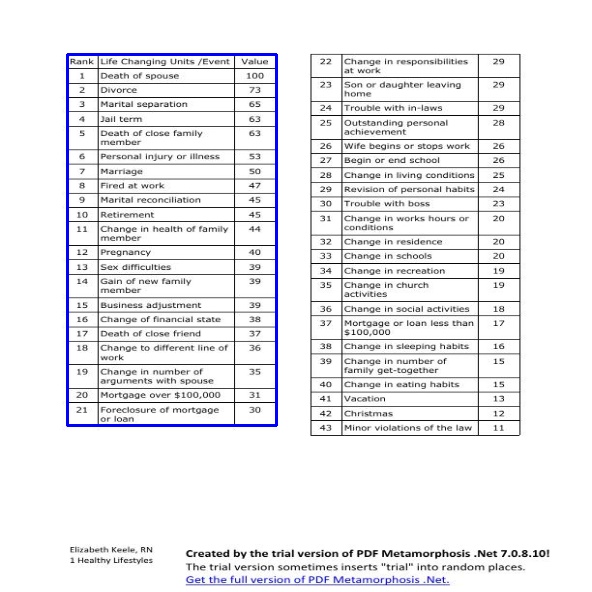 Rank Life Changing Units /Event Value
1 Death of spouse 100
2 Divorce 73
3 Marital separation 65
4 Jail term 63
5 Death of close family 63
member
6 Personal injury or illness 53
7 Marriage 50
8 Fired at work 47
9 Marital reconciliation 45
10 Retirement 45
11 Change in health of family 44
member
12 Pregnancy 40
13 Sex difficulties 39
14 Gain of new family 39
member
15 Business adjustment 39
16 Change of financial state 38
17 Death of close friend 37
18 Change to different line of 36
work
19 Change in number of 35
arguments with spouse
20 Mortgage over $100,000 31
21 Foreclosure of mortgage 30
or loan
22 Change in responsibilities 29
at work
23 Son or daughter leaving 29
home
24 Trouble with in-laws 29
25 Outstanding personal 28
achievement
26 Wife begins or stops work 26
27 Begin or end school 26
28 Change in living conditions 25
29 Revision of personal habits 24
30 Trouble with boss 23
31 Change in works hours or 20
conditions
32 Change in residence 20
33 Change in schools 20
34 Change in recreation 19
35 Change in church 19
activities
36 Change in social activities 18
37 Mortgage or loan less than 17
$100,000
38 Change in sleeping habits 16
39 Change in number of 15
family get-together
40 Change in eating habits 15
41 Vacation 13
42 Christmas 12
43 Minor violations of the law 11
Elizabeth Keele, RN
1 Healthy Lifestyles
Created by the trial version of PDF Metamorphosis .Net 7.0.8.10!
The trial version sometimes inserts "trial" into random places.
Get the full version of PDF Metamorphosis .Net.